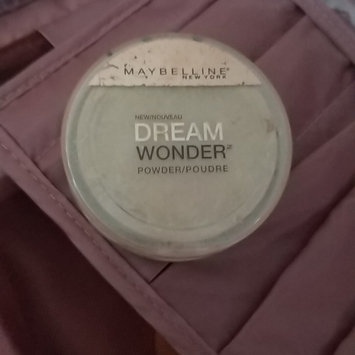 MAYBELLINE
NEW YORK
NEW/NOUVEAU
DREAM
WONDER
POWDER/POUDRE